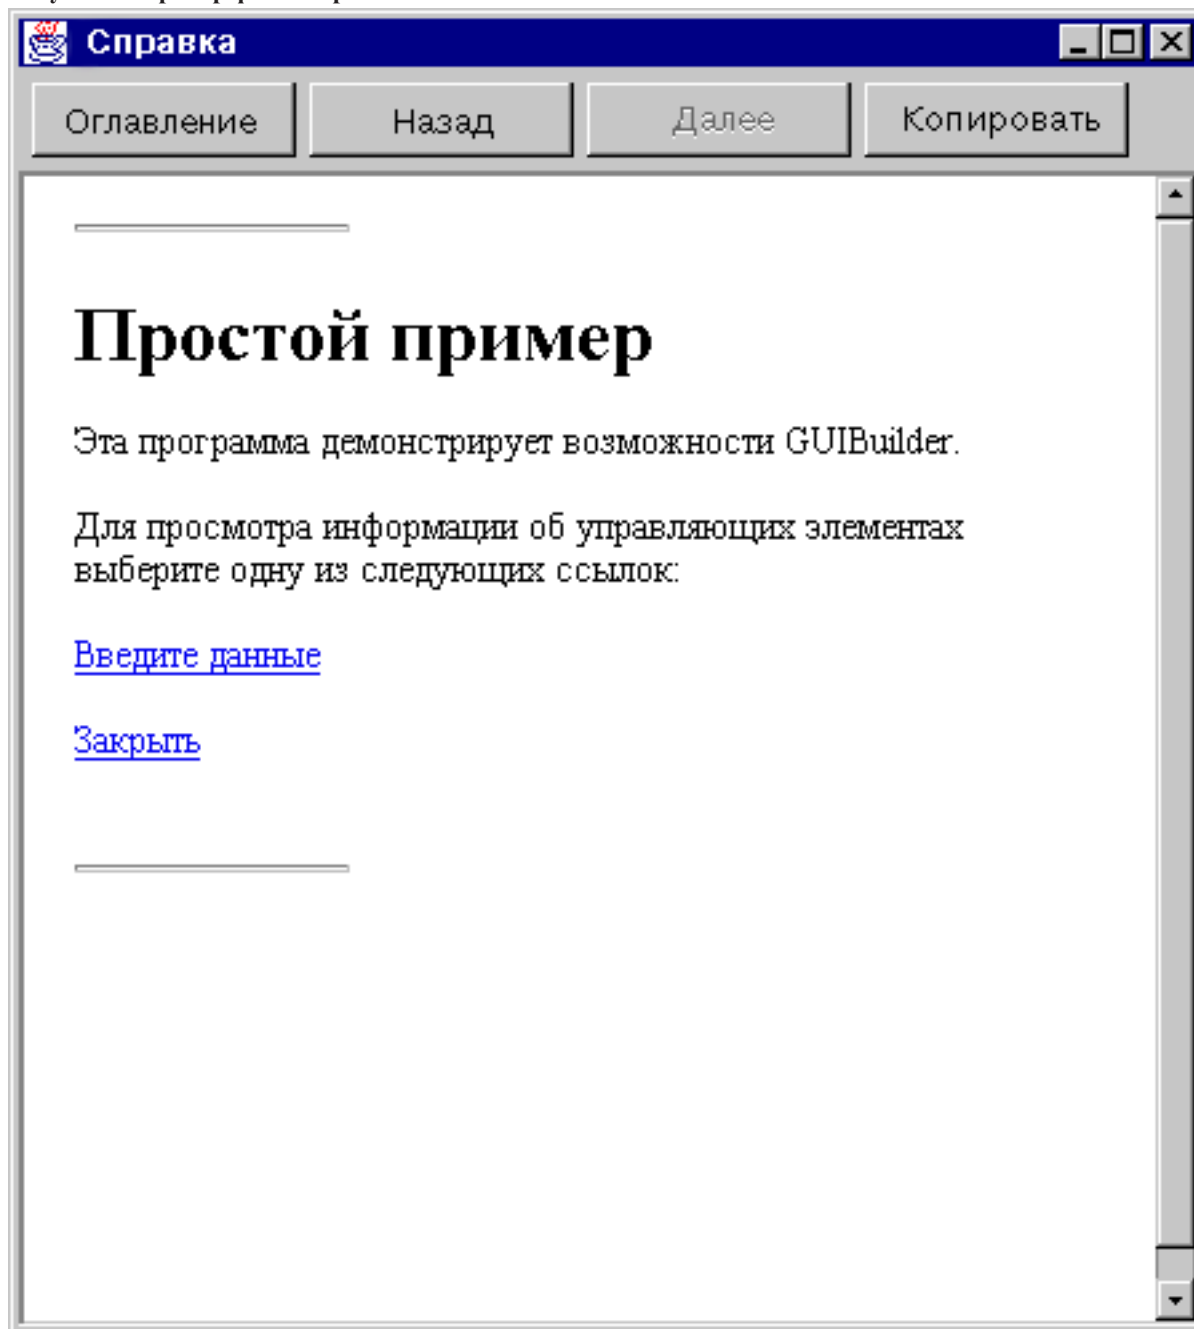 Справка
Оглавление Назад Далее Копировать
Простой пример
Эта программа демонстрирует возможности GUIBuilder.
Для просмотра информации об управляющих элементах
выберите одну из следующих ссылок:
Введите данные
Закрыть